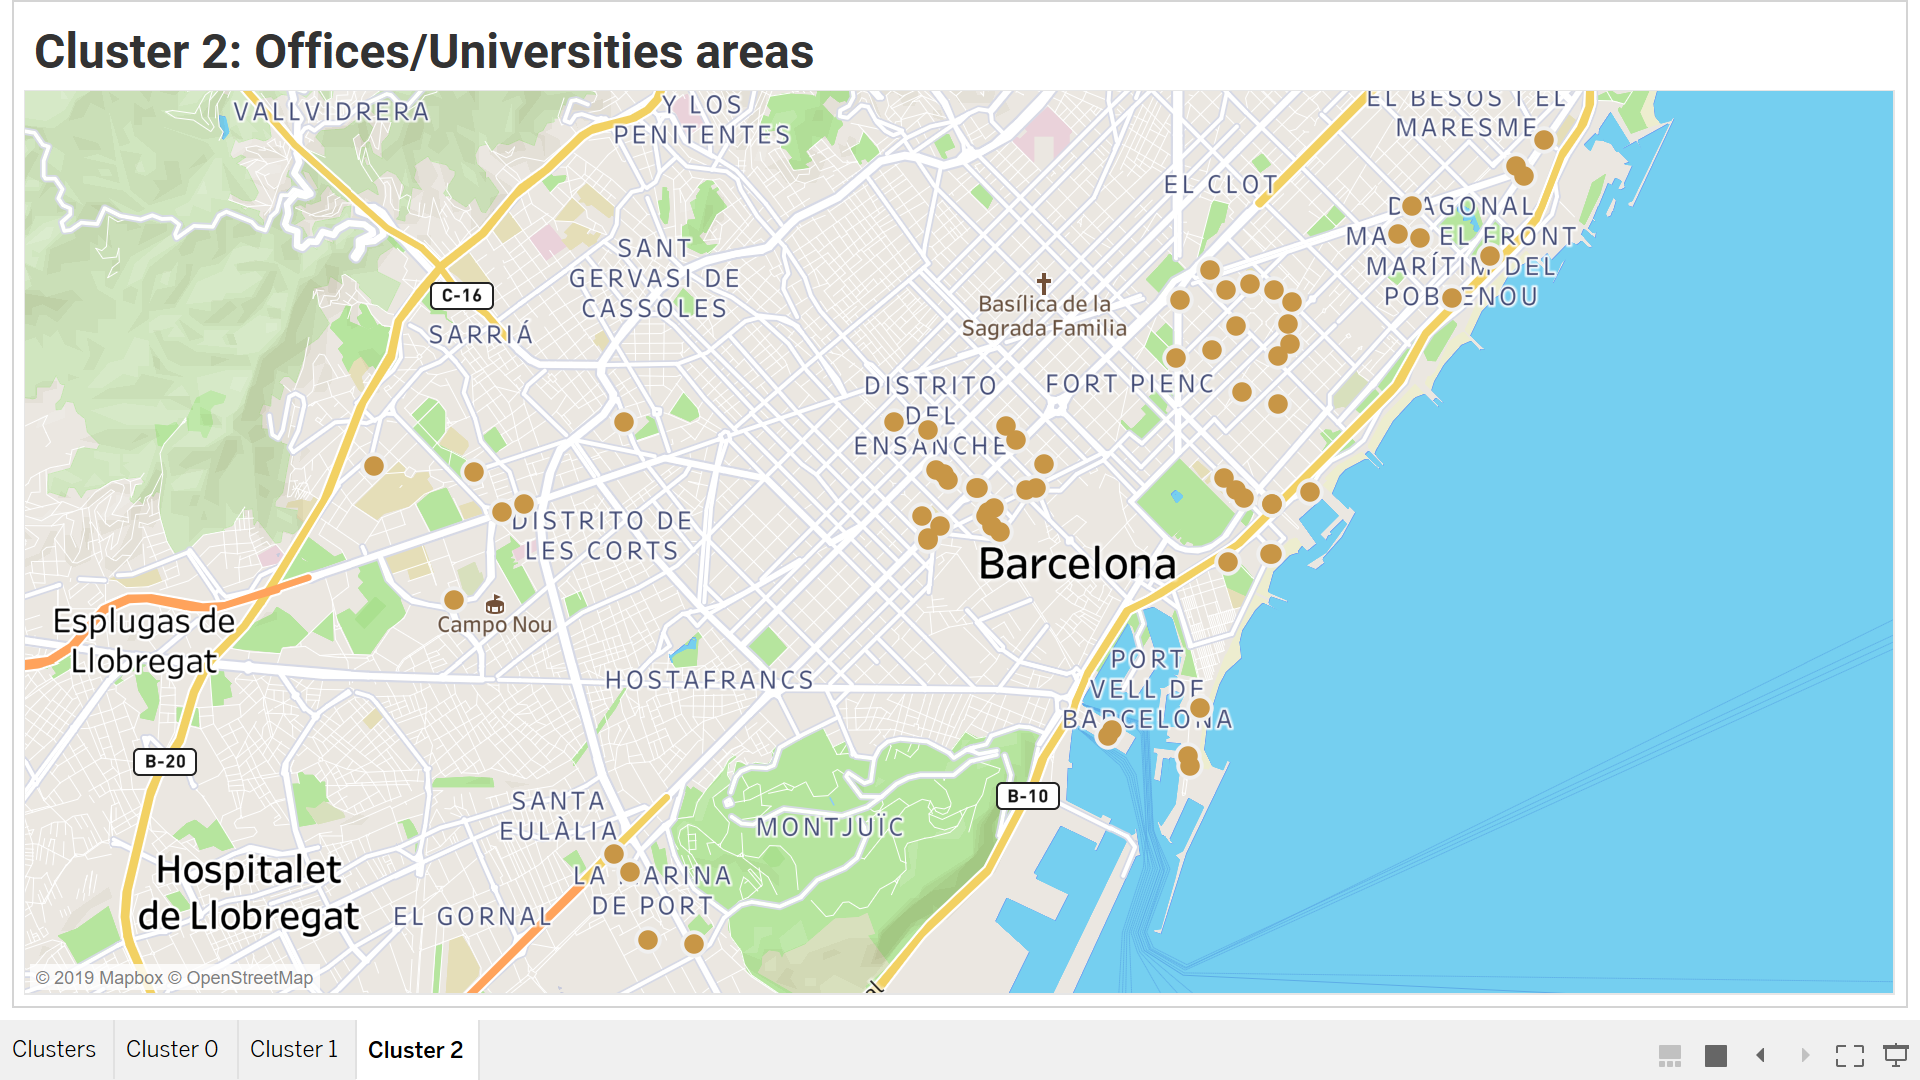 Cluster 2: Offices/Universities areas
VALLVIDRERA
Y LOS
PENITENTES
EL BESÒS I EL
MARESME
EL CLOT
DIAGONAL
MAR EL FRONT
MARÍTIM DEL
POBLENOU
SANT
GERVASI DE
CASSOLES
C-16
SARRIÁ
Basílica de la
Sagrada Familia
DISTRITO
DEL
ENSANCHE
FORT PIENC
DISTRITO DE
LES CORTS
Barcelona
Campo Nou
Esplugas de
Llobregat
HOSTAFRANCS
PORT
VELL DE
BARCELONA
B-20
B-10
SANTA
EULÀLIA
MONTJUÏC
LA MARINA
DE PORT
Hospitalet
de Llobregat
EL GORNAL
© 2019 Mapbox © OpenStreetMap
Clusters
Cluster 0
Cluster 1
Cluster 2